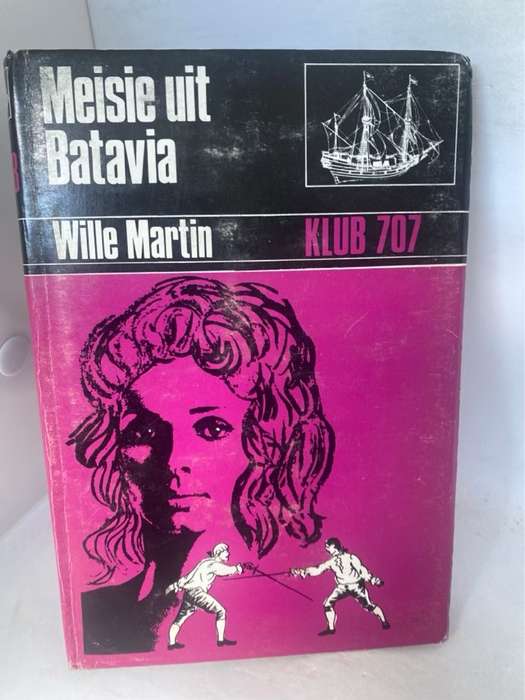 Meisie uit
Batavia
Wille Martin
KLUB 707